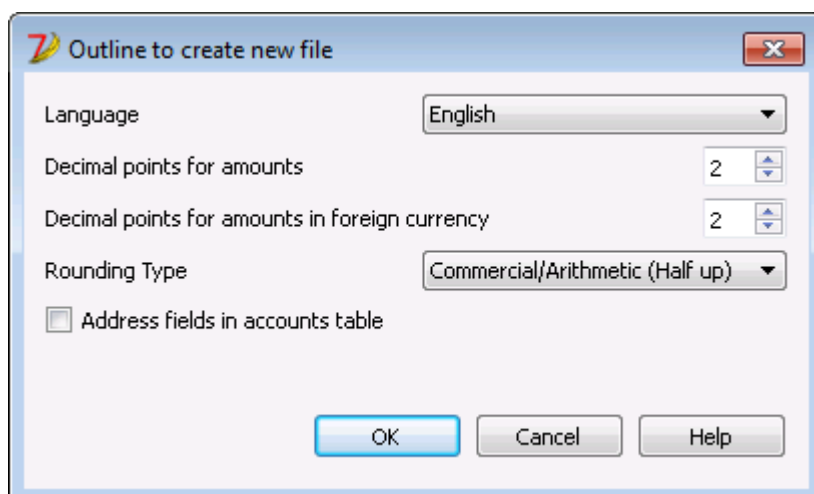 Outline to create new file
Language English
Decimal points for amounts 2
Decimal points for amounts in foreign currency 2
Rounding Type Commercial/Arithmetic (Half up)
Address fields in accounts table
OK Cancel Help